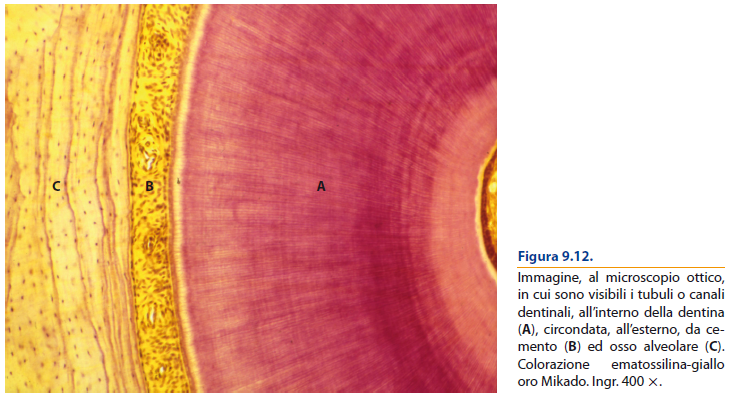 C
B
A
Figura 9.12.
Immagine, al microscopio ottico,
in cui sono visibili i tubuli o canali
dentinali, all'interno della dentina
(A), circondata, all'esterno, da ce-
mento (B) ed osso alveolare (C).
Colorazione ematossilina-giallo
oro Mikado. Ingr. 400 ×.